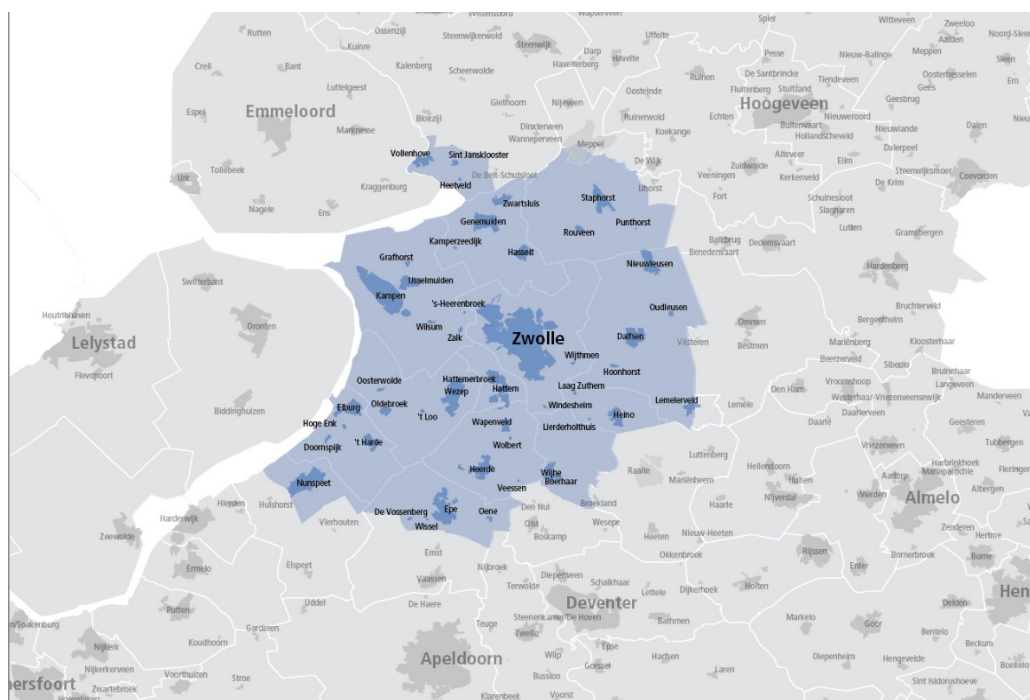 Rutten
Ossenzijl
Kuinre
Steenwijkerwold
Steenwijk
Uffelte
Darp
Havelte
Havelterberg
Spier
Witteveen
Zweeloo
Aalden
Meppen
Noord-Sleen
Sleen
Creil
Bant
Kalenberg
Scheerwolde
Pesse
Nieuw-Balinge
Ruinen
De Santbrincke
Tiendeveen
Oosterhesselen
Gees
Fluitenberg
Stuifzand
Luttelgeest
Giethoorn
Nijeveen
Oosteinde
Hoogeveen
Geesbrug
Emmeloord
Espel
Blokzijl
Ruinerwold
Echten
Nieuweroord
Buitenvaart
Hollandscheveld
Nieuwlande
Dalen
Marknesse
Dinxterveen
Wanneperveen
Koekange
Meppel
Dalerpeel
Vollenhove
Sint Jansklooster
De Wijk
Zuidwolde
Alteveer
Elim
Tollebeek
De Belt-Schutsloot
Veeningen
Kerkenveld
Steenwijksmoer
Coevorden
Urk
Kraggenburg
Heetveld
IJhorst
Fort
De Krim
Staphorst
Schuinesloot
Slagharen
Nagele
Ens
Zwartsluis
Genemuiden
Punthorst
Lutten
Gramsbergen
Rouveen
Kamperzeedijk
Hasselt
Balkbrug
Dedemsvaart
Benedenvaart
Grafhorst
Nieuwleusen
Hardenberg
Swifterbant
IJsselmuiden
Kampen
's-Heerenbroek
Oudleusen
Bruchterveld
Houtribhaven
Dronten
Wilsum
Zalk
Zwolle
Dalfsen
Ommen
Bergentheim
Lelystad
Vilsteren
Bestmen
Mariënberg
Kloosterhaar
Wijthmen
Beerzerveld
Sibculo
Flevopoort
Hoonhorst
Bruinehaar
Oosterwolde
Hattemerbroek
Wezep
Hattem
Laag Zuthem
Den Ham
Vroomshoop
Langeveen
Westerhaar-Vriezenveensewijk
Manderveen
Biddinghuizen
Elburg
Oldebroek
Windesheim
Lemelerveld
Lemele
't Loo
Heino
Daarlerveen
Hoge Enk
Wapenveld
Lierderholthuis
Daarle
Geesteren
Doornspijk
't Harde
Wolbert
Vriezenveen
Tubbergen
Luttenberg
Hellendoorn
Harbrinkhoek
Mariaparochie
Nunspeet
Heerde
Wijhe
Boerhaar
Raalte
Mariënheem
Hulsen
Aadorp
Fleringen
Veessen
Nijverdal
Wierden
Albergen
Hierden
Hulshorst
De Vossenberg
Epe
Oene
Den Nul
Broekland
Haarle
Almelo
Harderwijk
Vierhouten
Wissel
Olst
Wesepe
Zeewolde
Boskamp
Heeten
Nieuw-Heeten
Zenderen
Hertme
Emst
Okkenbroek
Rijssen
Bornerbroek
Borne
Ermelo
Elspeet
Nijbroek
Vaassen
Diepenveen
Schalkhaar
Lettele
Dijkerhoek
Holten
Enter
Terwolde
Putten
Uddel
De Haere
Deventer
Delden
Garderen
Teuge
Steenenkamer
De Hoven
Bathmen
Markelo
Goor
Twello
Bentelo
Nijkerk
Koudhoorn
Epse
Harfsen
Diepenheim
Beckum
Wilp
Gorssel
Hengevelde
Nijkerkerveen
Voorthuizen
Stroe
Apeldoorn
Bussloo
Laren
Zwartebroek
Klarenbeek
Voorst
Sint Isidorushoeve